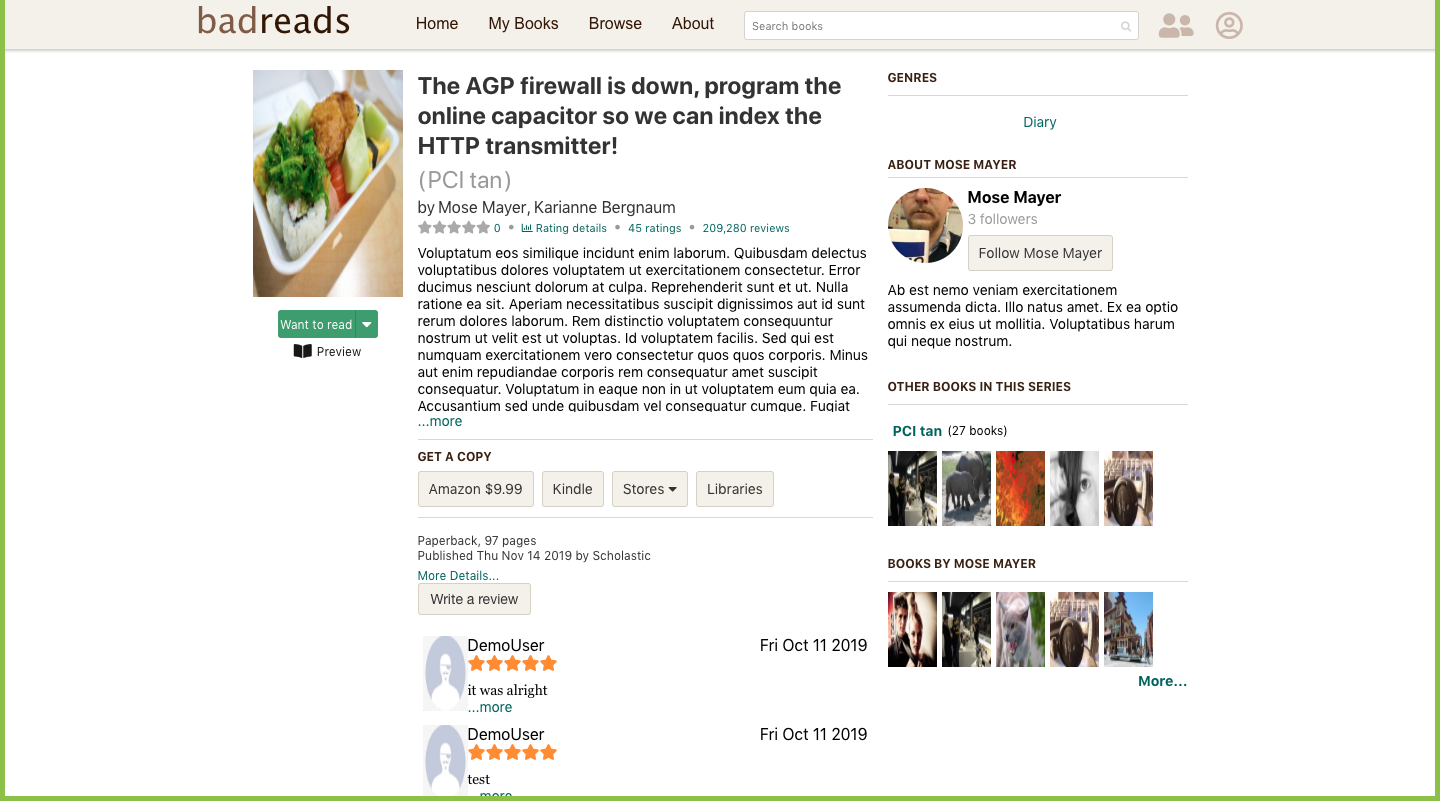 badreads
Home
My Books
Browse
About
Search books
The AGP firewall is down, program the
online capacitor so we can index the
HTTP transmitter!
(PCI tan)
by Mose Mayer, Karianne Bergnaum
0 • Rating details • 45 ratings • 209,280 reviews
Voluptatum eos similique incidunt enim laborum. Quibusdam delectus
voluptatibus dolores voluptatem ut exercitationem consectetur. Error
ducimus nesciunt dolorum at culpa. Reprehenderit sunt et ut. Nulla
ratione ea sit. Aperiam necessitatibus suscipit dignissimos aut id sunt
rerum dolores laborum. Rem distinctio voluptatem consequuntur
nostrum ut velit est ut voluptas. Id voluptatem facilis. Sed qui est
numquam exercitationem vero consectetur quos quos corporis. Minus
aut enim repudiandae corporis rem consequatur amet suscipit
consequatur. Voluptatum in eaque non in ut voluptatem eum quia ea.
Accusantium sed unde quibusdam vel consequatur cumque. Fugiat
...more
Want to read
Preview
GET A COPY
Amazon $9.99
Kindle
Stores
Libraries
Paperback, 97 pages
Published Thu Nov 14 2019 by Scholastic
More Details...
Write a review
DemoUser
Fri Oct 11 2019
it was alright
...more
DemoUser
Fri Oct 11 2019
test
...more
GENRES
Diary
ABOUT MOSE MAYER
Mose Mayer
3 followers
Follow Mose Mayer
Ab est nemo veniam exercitationem
assumenda dicta. Illo natus amet. Ex ea optio
omnis ex eius ut mollitia. Voluptatibus harum
qui neque nostrum.
OTHER BOOKS IN THIS SERIES
PCI tan (27 books)
BOOKS BY MOSE MAYER
More...